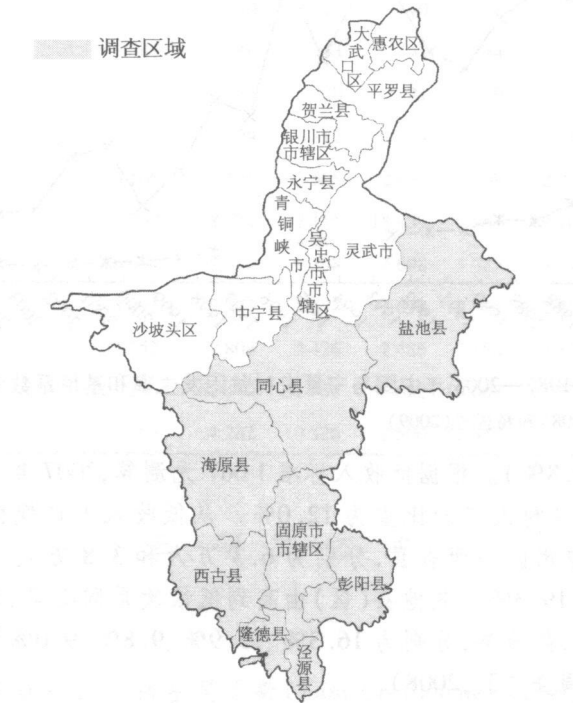 调查区域
大武口区
惠农区
平罗县
贺兰县
银川市
市辖区
永宁县
青铜峡市
吴忠市市辖区
灵武市
盐池县
沙坡头区
中宁县
同心县
海原县
固原市
市辖区
西吉县
彭阳县
隆德县
泾源县